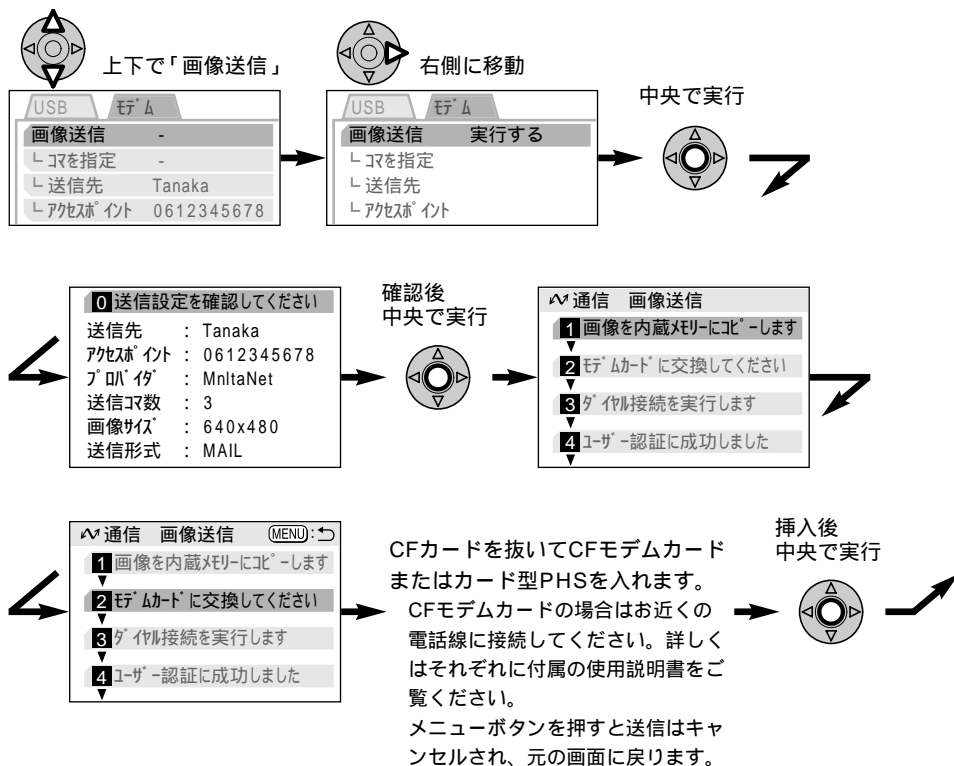 上下で「画像送信」
USB ﾓﾃﾞﾑ
画像送信 -
└ ｺﾏを指定 -
└ 送信先 Tanaka
└ ｱｸｾｽﾎﾟｲﾝﾄ 0612345678
右側に移動
USB ﾓﾃﾞﾑ
画像送信 実行する
└ ｺﾏを指定
└ 送信先
└ ｱｸｾｽﾎﾟｲﾝﾄ
中央で実行
0 送信設定を確認してください
送信先 : Tanaka
ｱｸｾｽﾎﾟｲﾝﾄ : 0612345678
ﾌﾟﾛﾊﾞｲﾀﾞ : MnltaNet
送信ｺﾏ数 : 3
画像ｻｲｽﾞ : 640x480
送信形式 : MAIL
確認後
中央で実行
通信 画像送信
1 画像を内蔵ﾒﾓﾘｰにｺﾋﾟｰします
2 ﾓﾃﾞﾑｶｰﾄﾞに交換してください
3 ﾀﾞｲﾔﾙ接続を実行します
4 ﾕｰｻﾞｰ認証に成功しました
通信 画像送信 MENU:
1 画像を内蔵ﾒﾓﾘｰにｺﾋﾟｰします
2 ﾓﾃﾞﾑｶｰﾄﾞに交換してください
3 ﾀﾞｲﾔﾙ接続を実行します
4 ﾕｰｻﾞｰ認証に成功しました
CFカードを抜いてCFモデムカード
またはカード型PHSを入れます。
CFモデムカードの場合はお近くの
電話線に接続してください。詳しく
はそれぞれに付属の使用説明書をご
覧ください。
メニューボタンを押すと送信はキャ
ンセルされ、元の画面に戻ります。
挿入後
中央で実行